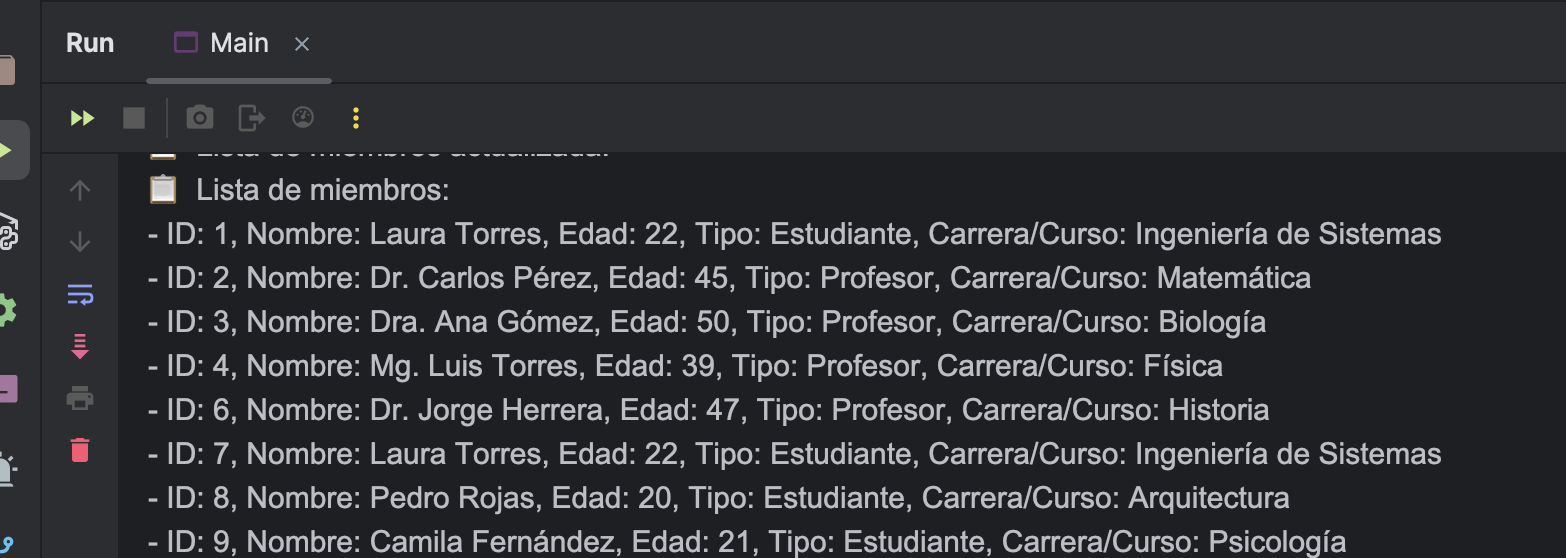 Run Main
Lista de miembros actualizada:
Lista de miembros:
- ID: 1, Nombre: Laura Torres, Edad: 22, Tipo: Estudiante, Carrera/Curso: Ingeniería de Sistemas
- ID: 2, Nombre: Dr. Carlos Pérez, Edad: 45, Tipo: Profesor, Carrera/Curso: Matemática
- ID: 3, Nombre: Dra. Ana Gómez, Edad: 50, Tipo: Profesor, Carrera/Curso: Biología
- ID: 4, Nombre: Mg. Luis Torres, Edad: 39, Tipo: Profesor, Carrera/Curso: Física
- ID: 6, Nombre: Dr. Jorge Herrera, Edad: 47, Tipo: Profesor, Carrera/Curso: Historia
- ID: 7, Nombre: Laura Torres, Edad: 22, Tipo: Estudiante, Carrera/Curso: Ingeniería de Sistemas
- ID: 8, Nombre: Pedro Rojas, Edad: 20, Tipo: Estudiante, Carrera/Curso: Arquitectura
- ID: 9, Nombre: Camila Fernández, Edad: 21, Tipo: Estudiante, Carrera/Curso: Psicología